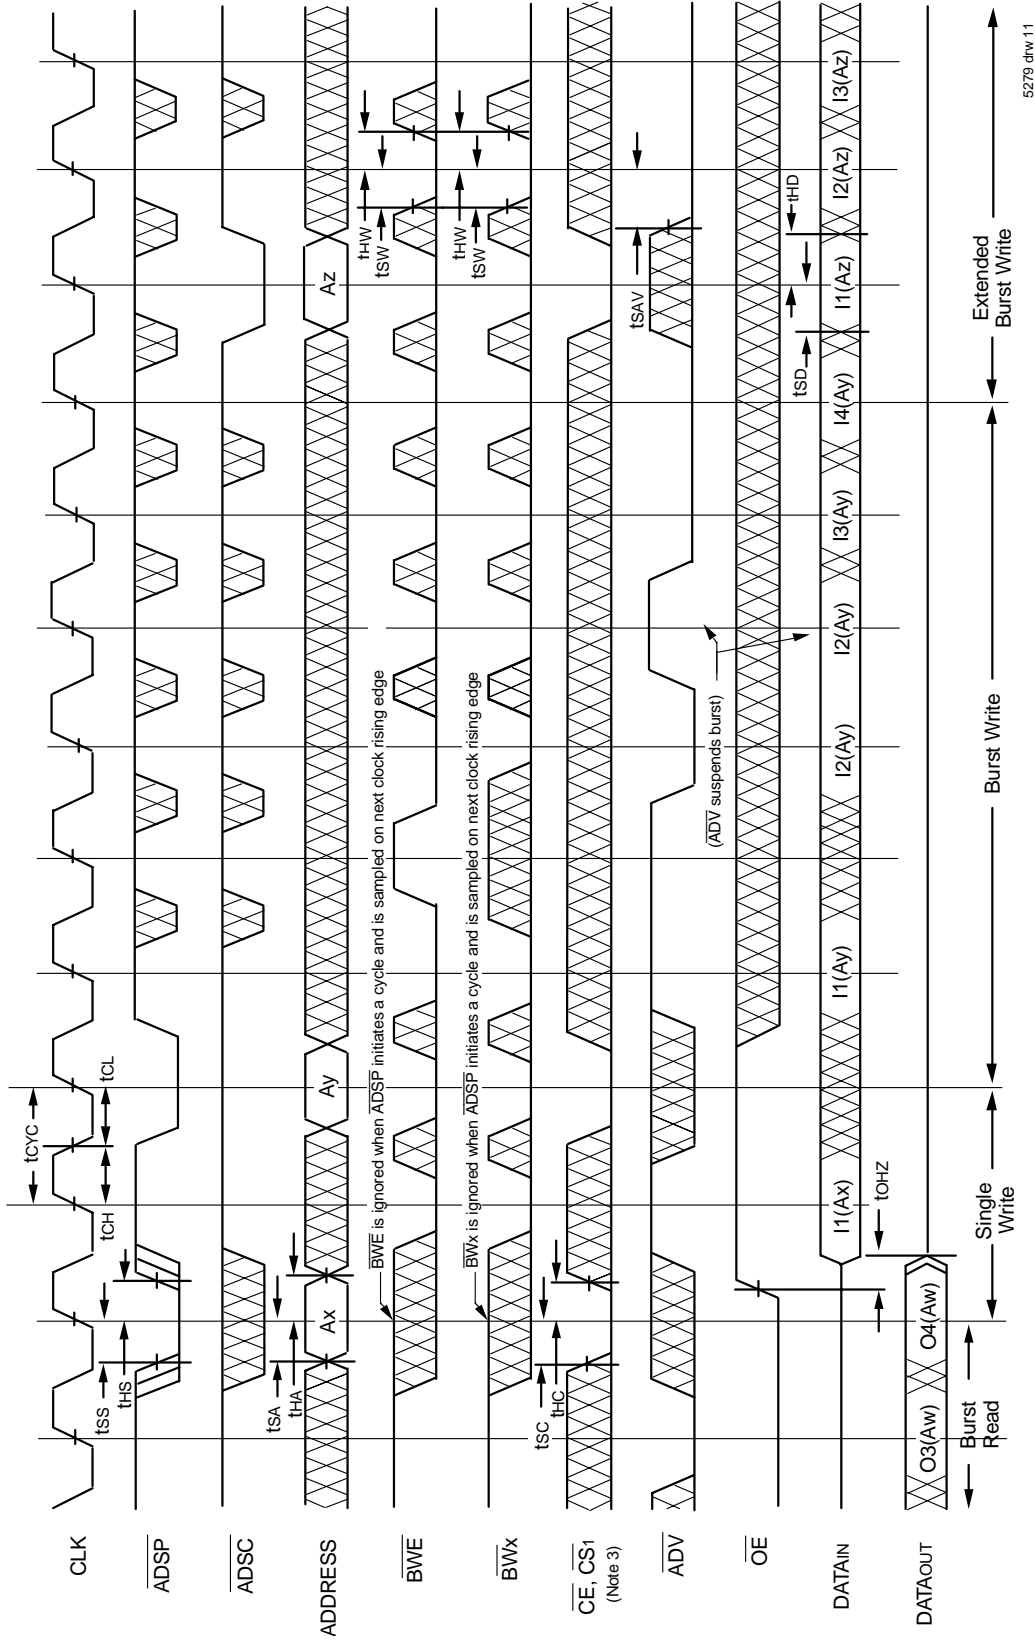 tCYC
tCH
tCL
CLK
tSS
tHS
ADSP
ADSC
tSA
tHA
ADDRESS
Ax
Ay
Az
BWE is ignored when ADSP initiates a cycle and is sampled on next clock rising edge
tHW
tSW
BWE
BWx is ignored when ADSP initiates a cycle and is sampled on next clock rising edge
tHW
tSW
BWx
tSC
tHC
CE, CS1
(Note 3)
tSAV
ADV
(ADV suspends burst)
OE
tSD
tHD
DATAIN
I1(Ax)
I1(Ay)
I2(Ay)
I2(Ay)
I3(Ay)
I4(Ay)
I1(Az)
I2(Az)
I3(Az)
tOHZ
DATAOUT
O3(Aw)
O4(Aw)
Burst
Read
Single
Write
Burst Write
Extended
Burst Write
5279 drw 11